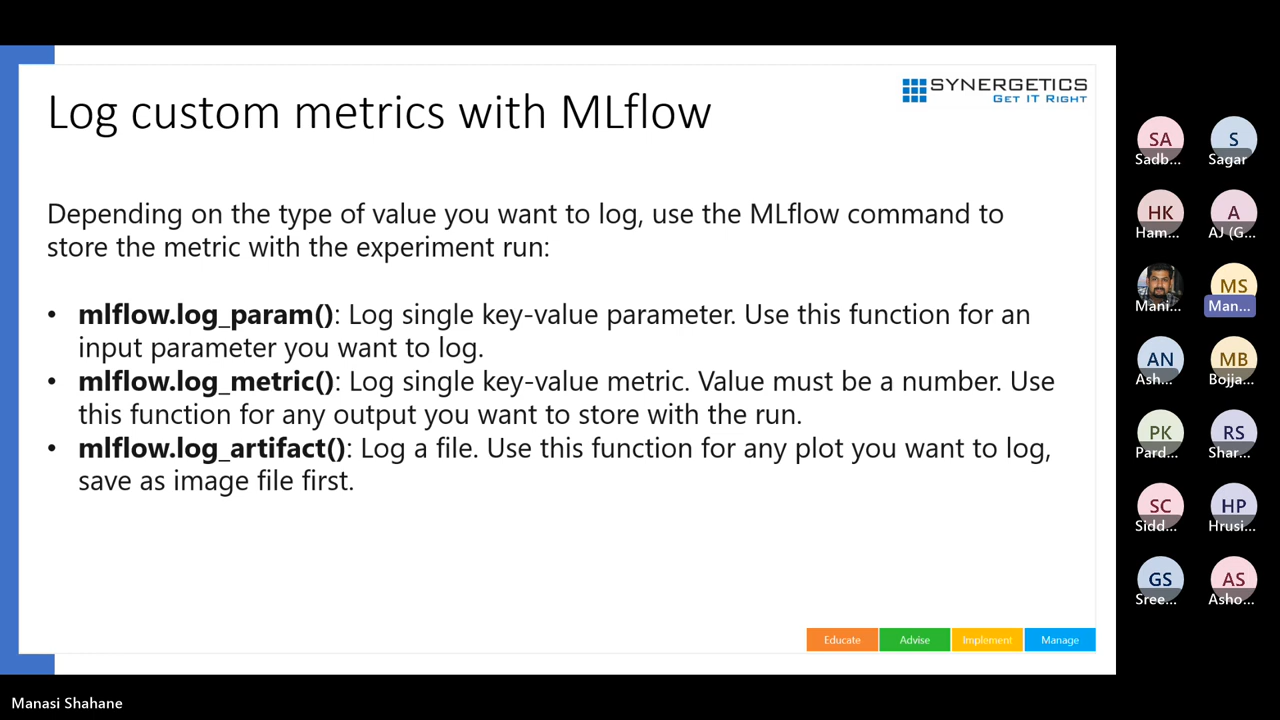 SYNERGETICS
GET IT RIGHT
Log custom metrics with MLflow
Depending on the type of value you want to log, use the MLflow command to
store the metric with the experiment run:
• mlflow.log_param(): Log single key-value parameter. Use this function for an
input parameter you want to log.
• mlflow.log_metric(): Log single key-value metric. Value must be a number. Use
this function for any output you want to store with the run.
• mlflow.log_artifact(): Log a file. Use this function for any plot you want to log,
save as image file first.
Educate Advise Implement Manage
SA S
Sadb... Sagar
HK A
Ham... AJ (G...
MS
Mani... Man...
AN MB
Ash... Bojja...
PK RS
Pard... Shar...
SC HP
Sidd... Hrusi...
GS AS
Sree... Asho...
Manasi Shahane